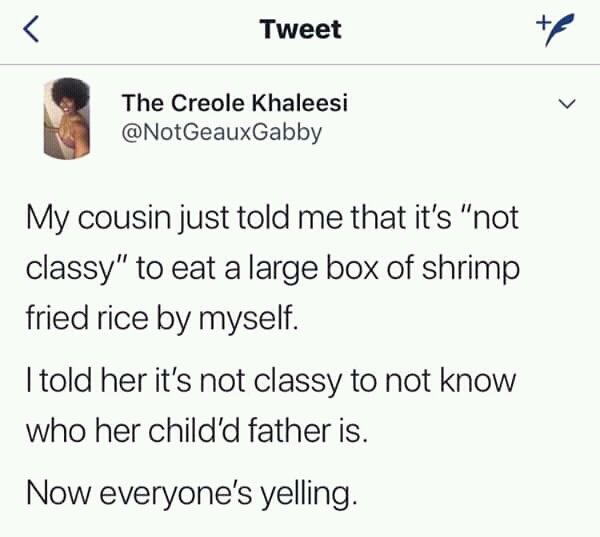 Tweet
The Creole Khaleesi
@NotGeauxGabby
My cousin just told me that it's "not
classy" to eat a large box of shrimp
fried rice by myself.
I told her it's not classy to not know
who her child'd father is.
Now everyone's yelling.